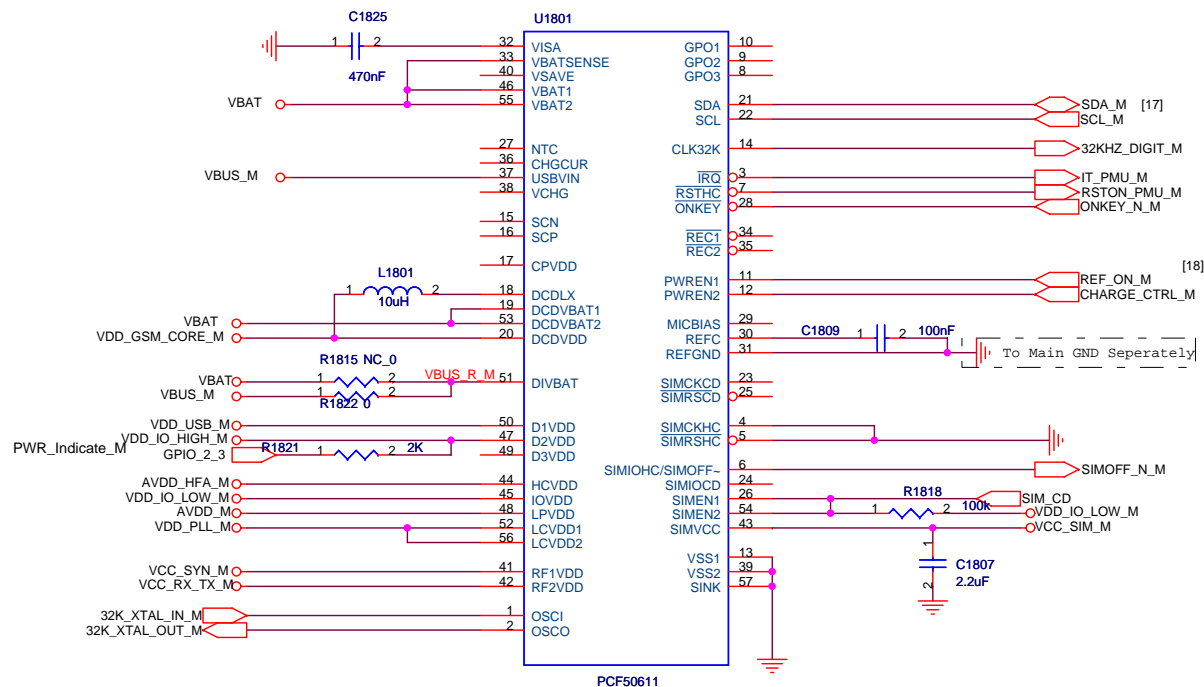 C1825
U1801
1 2
470nF
32 VISA
33 VBATSENSE
40 VSAVE
46 VBAT1
VBAT 55 VBAT2
27 NTC
36 CHGCUR
VBUS_M 37 USBVIN
38 VCHG
15 SCN
16 SCP
17 CPVDD
L1801
1 2 18 DCDLX
10uH
19 DCDVBAT1
VBAT 53 DCDVBAT2
VDD_GSM_CORE_M 20 DCDVDD
R1815 NC_0
VBUS_R_M
VBAT 1 2 51 DIVBAT
VBUS_M 1 2
R1822 0
VDD_USB_M 50 D1VDD
VDD_IO_HIGH_M 47 D2VDD
PWR_Indicate_M
R1821 2K
GPIO_2_3 1 2 49 D3VDD
AVDD_HFA_M 44 HCVDD
VDD_IO_LOW_M 45 IOVDD
AVDD_M 48 LPVDD
VDD_PLL_M 52 LCVDD1
56 LCVDD2
VCC_SYN_M 41 RF1VDD
VCC_RX_TX_M 42 RF2VDD
32K_XTAL_IN_M 1 OSCI
32K_XTAL_OUT_M 2 OSCO
GPO1 10
GPO2 9
GPO3 8
SDA 21 SDA_M [17]
SCL 22 SCL_M
CLK32K 14 32KHZ_DIGIT_M
IRQ 3 IT_PMU_M
RSTHC 7 RSTON_PMU_M
ONKEY 28 ONKEY_N_M
REC1 34
REC2 35
[18]
PWREN1 11 REF_ON_M
PWREN2 12 CHARGE_CTRL_M
MICBIAS 29
C1809 1 2 100nF
REFC 30
REFGND 31 To Main GND Seperately
SIMCKCD 23
SIMRSCD 25
SIMCKHC 4
SIMRSHC 5
SIMIOHC/SIMOFF~ 6 SIMOFF_N_M
SIMIOCD 24
SIMEN1 26 SIM_CD
R1818
100k
SIMEN2 54 1 2 VDD_IO_LOW_M
SIMVCC 43 VCC_SIM_M
1
C1807
2.2uF
2
VSS1 13
VSS2 39
SINK 57
PCF50611